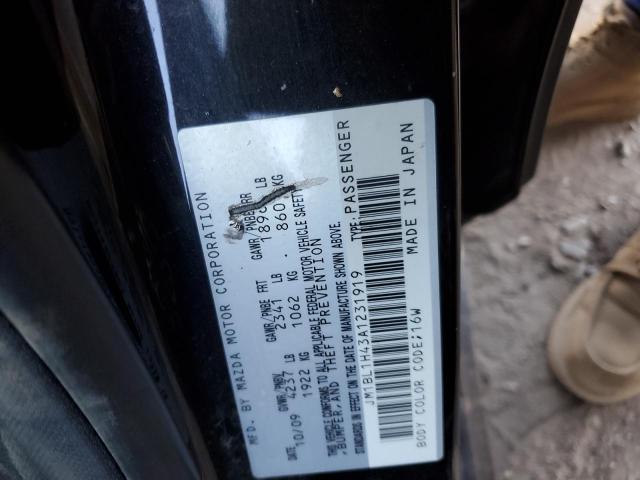 MFD. BY MAZDA MOTOR CORPORATION
DATE GVWR/PNBV GAWR/PNBE FRT GAWR/PNBE RR
10/09 4237 LB 2341 LB LB
1922 KG 1062 KG 860 KG
THIS VEHICLE CONFORMS TO ALL APPLICABLE FEDERAL MOTOR VEHICLE SAFETY
,BUMPER, AND THEFT PREVENTION
STANDARDS IN EFFECT ON THE DATE OF MANUFACTURE SHOWN ABOVE.
JM1BL1H43A1231919 TYPE: PASSENGER
BODY COLOR CODE;16W MADE IN JAPAN